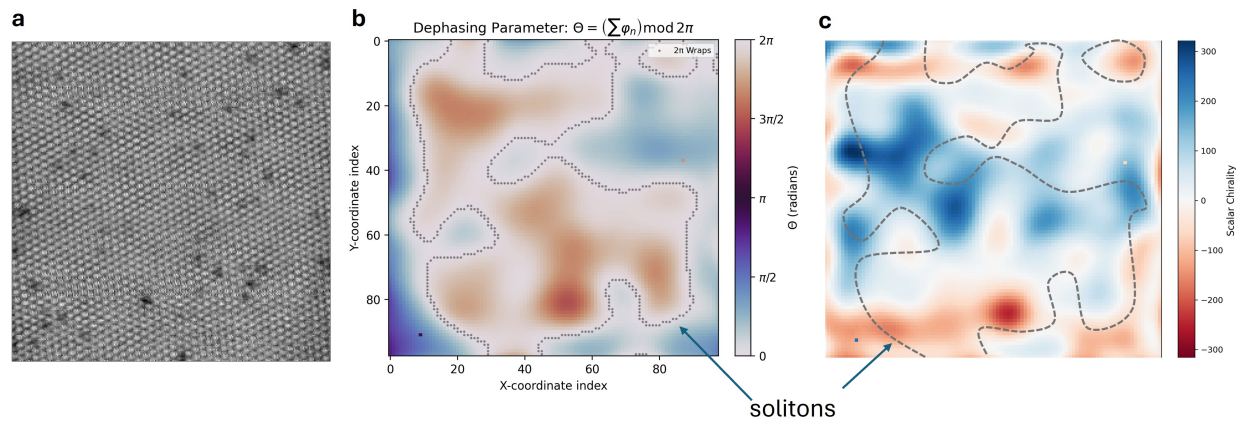 a
b
Dephasing Parameter: Θ = (∑φₙ) mod 2π
2π Wraps
0
20
40
60
80
Y-coordinate index
0
20
40
60
80
X-coordinate index
2π
3π/2
π
π/2
0
Θ (radians)
c
300
200
100
0
−100
−200
−300
Scalar Chirality
solitons